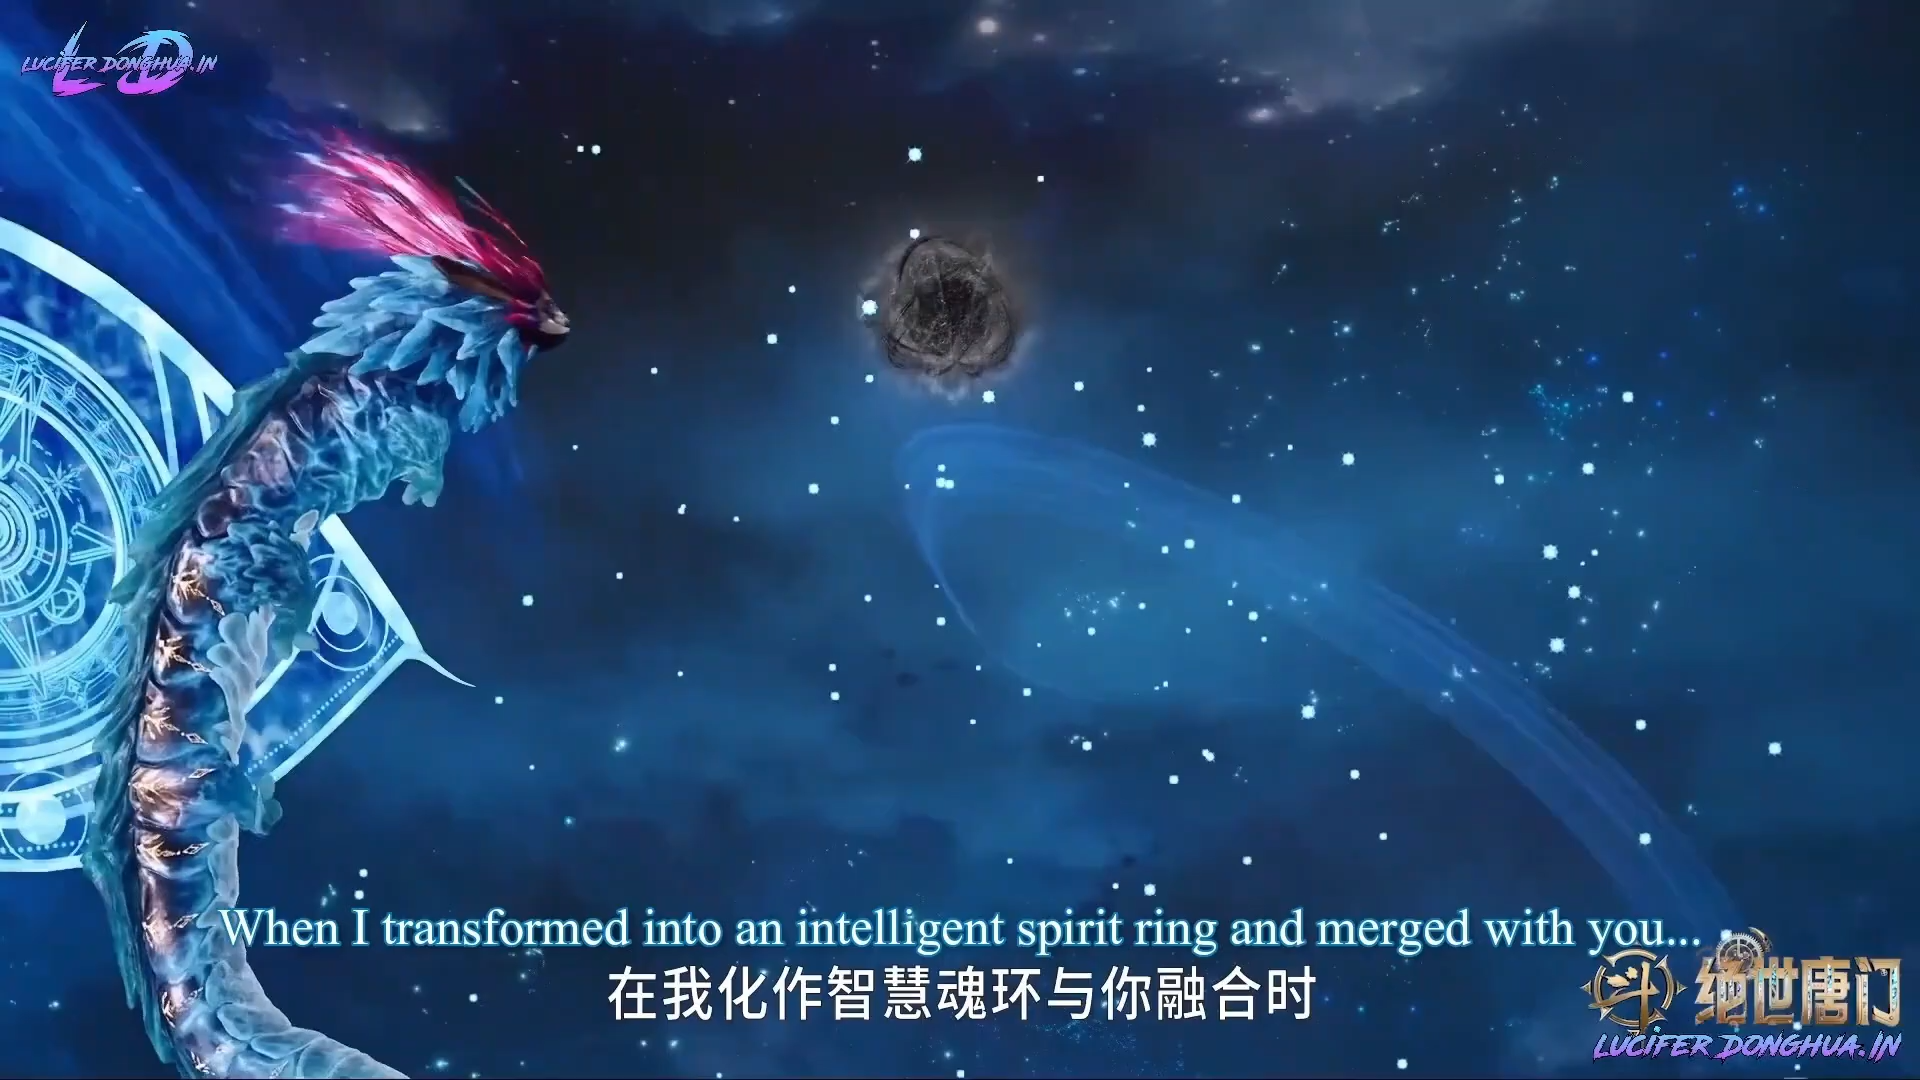 LUCIFER DONGHUA.IN
LD
When I transformed into an intelligent spirit ring and merged with you...
在我化作智慧魂环与你融合时
斗 绝世唐门
LUCIFER DONGHUA.IN